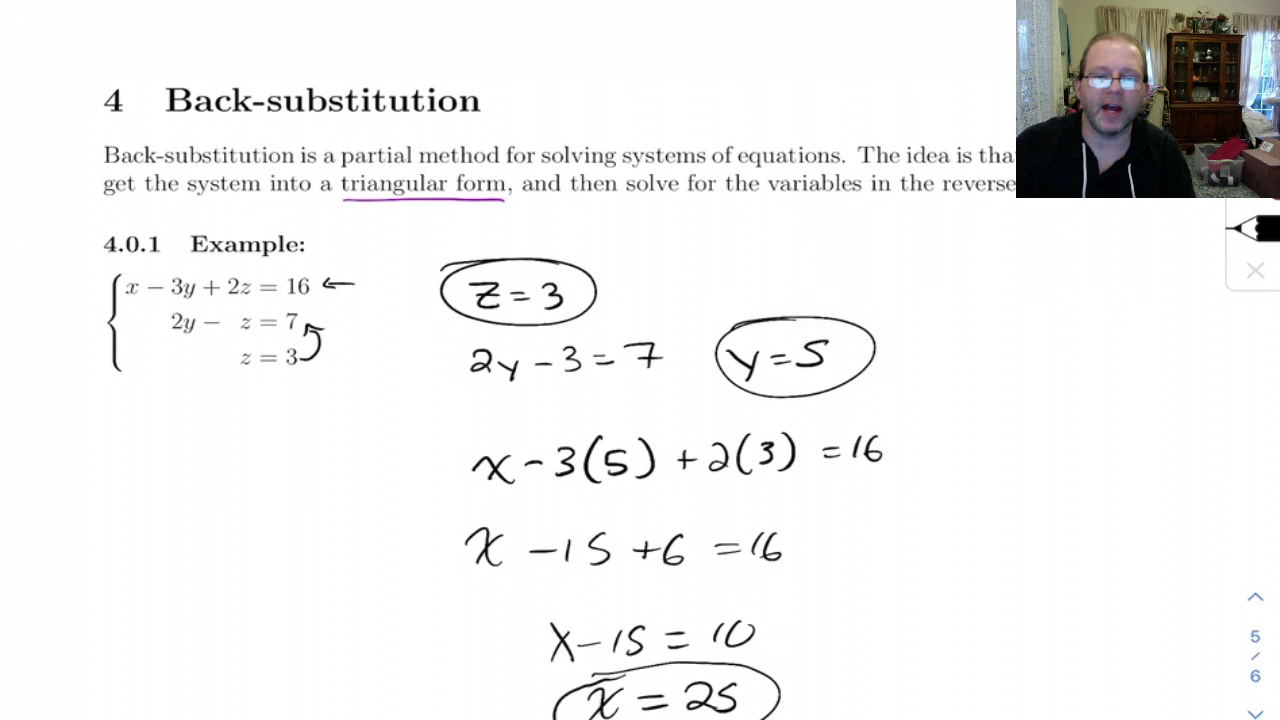 4 Back-substitution
Back-substitution is a partial method for solving systems of equations. The idea is tha
get the system into a triangular form, and then solve for the variables in the reverse
4.0.1 Example:
x − 3y + 2z = 16
2y − z = 7
z = 3
z = 3
2y - 3 = 7
y = 5
x - 3(5) + 2(3) = 16
x - 15 + 6 = 16
x - 15 = 10
x = 25
5
/
6